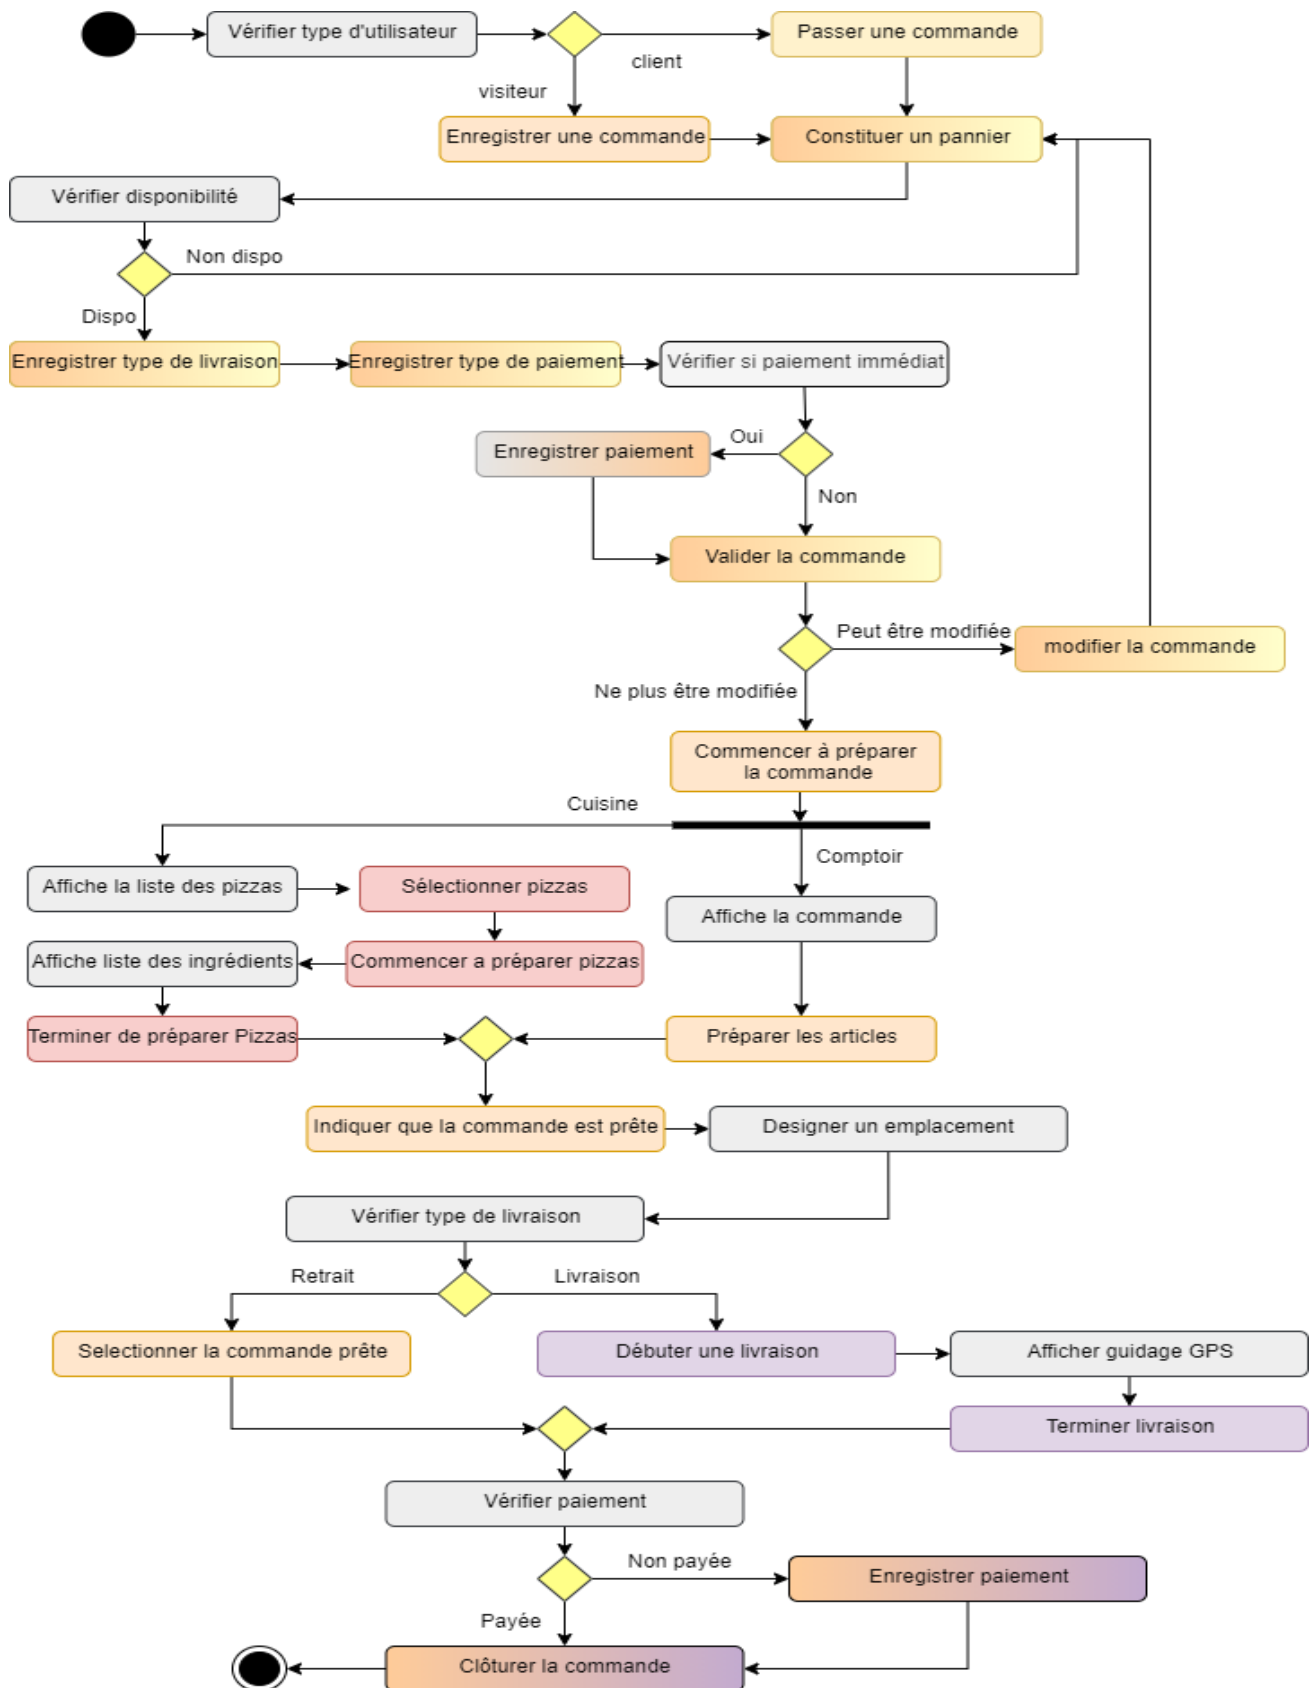 Vérifier type d'utilisateur
Passer une commande
client
visiteur
Enregistrer une commande
Constituer un pannier
Vérifier disponibilité
Non dispo
Dispo
Enregistrer type de livraison
Enregistrer type de paiement
Vérifier si paiement immédiat
Oui
Enregistrer paiement
Non
Valider la commande
Peut être modifiée
modifier la commande
Ne plus être modifiée
Commencer à préparer
la commande
Cuisine
Comptoir
Affiche la liste des pizzas
Sélectionner pizzas
Affiche la commande
Affiche liste des ingrédients
Commencer a préparer pizzas
Terminer de préparer Pizzas
Préparer les articles
Indiquer que la commande est prête
Designer un emplacement
Vérifier type de livraison
Retrait
Livraison
Selectionner la commande prête
Débuter une livraison
Afficher guidage GPS
Terminer livraison
Vérifier paiement
Non payée
Enregistrer paiement
Payée
Clôturer la commande